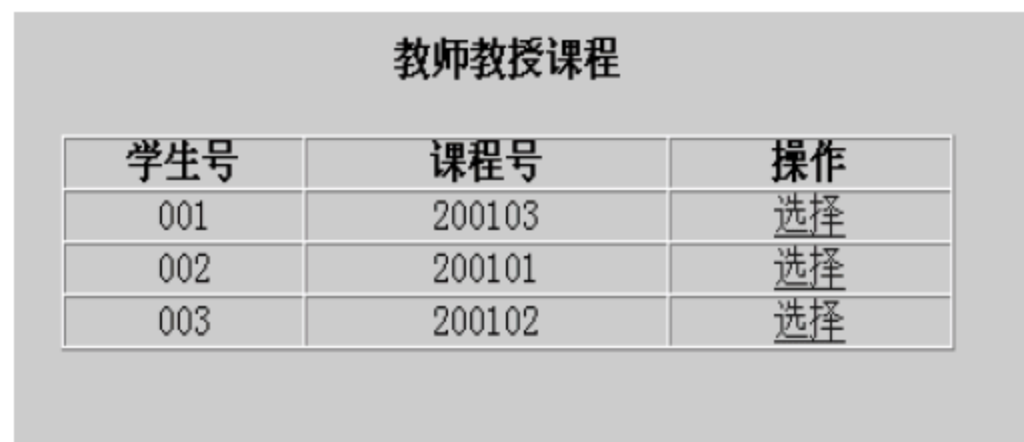 教师教授课程
学生号 课程号 操作
001 200103 选择
002 200101 选择
003 200102 选择